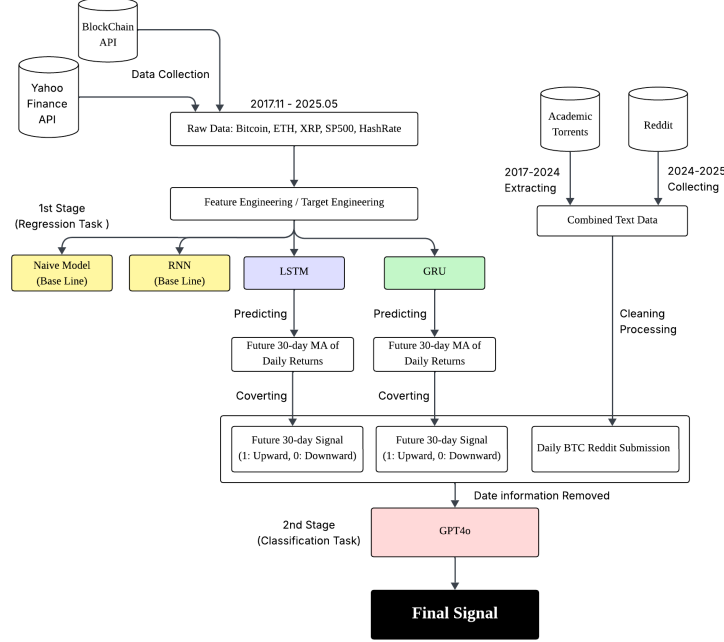 BlockChain
API
Data Collection
Yahoo
Finance
API
2017.11 - 2025.05
Raw Data: Bitcoin, ETH, XRP, SP500, HashRate
Academic
Torrents
Reddit
2017-2024
Extracting
2024-2025
Collecting
Feature Engineering / Target Engineering
Combined Text Data
1st Stage
(Regression Task )
Naive Model
(Base Line)
RNN
(Base Line)
LSTM
GRU
Predicting
Predicting
Cleaning
Processing
Future 30-day MA of
Daily Returns
Future 30-day MA of
Daily Returns
Coverting
Coverting
Future 30-day Signal
(1: Upward, 0: Downward)
Future 30-day Signal
(1: Upward, 0: Downward)
Daily BTC Reddit Submission
Date information Removed
2nd Stage
(Classification Task)
GPT4o
Final Signal